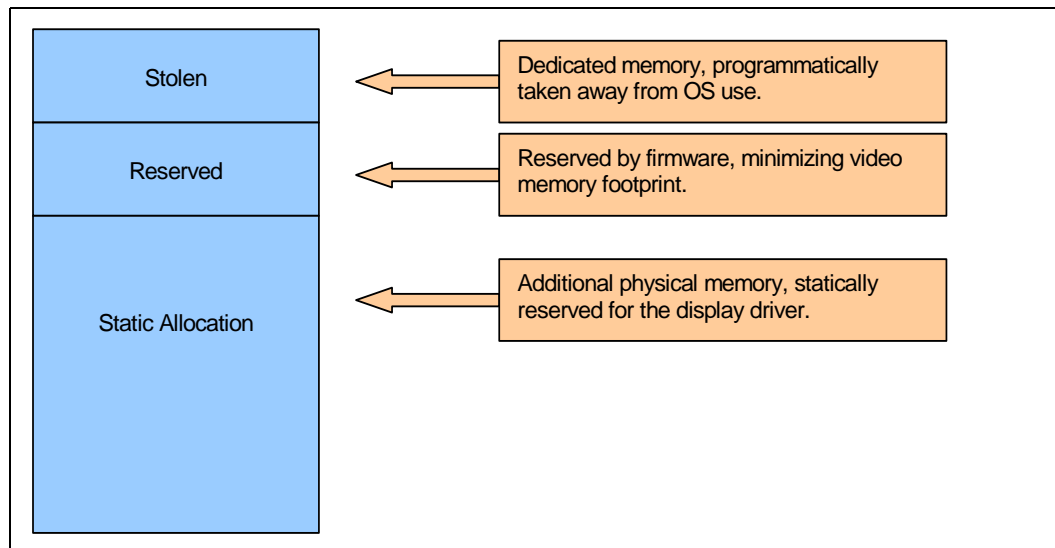 Stolen
Dedicated memory, programmatically
taken away from OS use.
Reserved
Reserved by firmware, minimizing video
memory footprint.
Static Allocation
Additional physical memory, statically
reserved for the display driver.